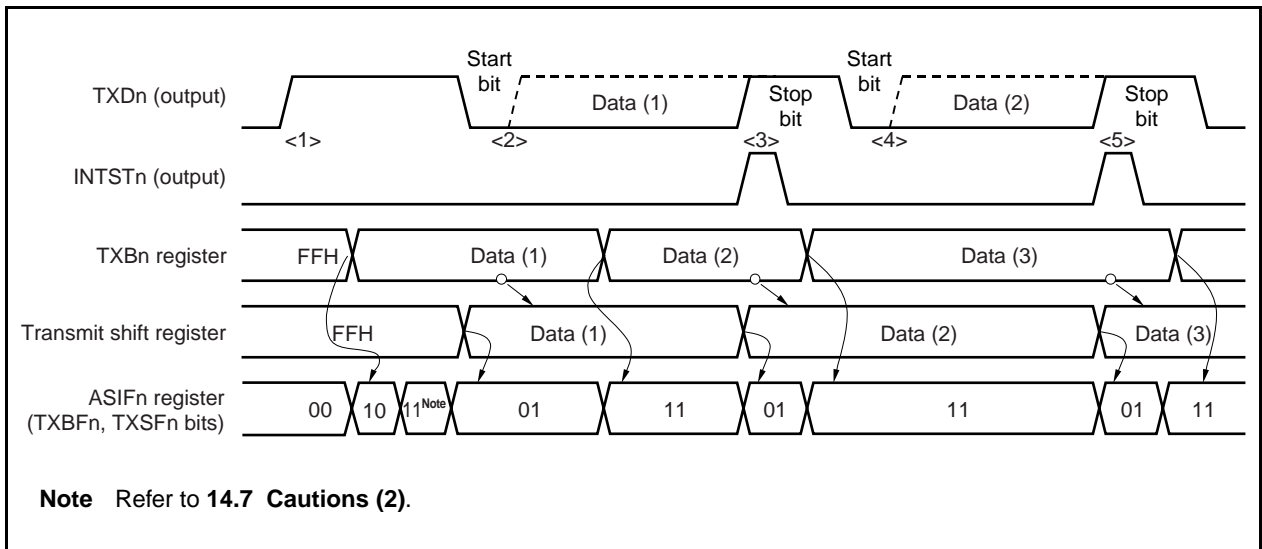 Start
bit
Start
bit
TXDn (output)
Data (1)
Stop
bit
Data (2)
Stop
bit
<1>
<2>
<3>
<4>
<5>
INTSTn (output)
TXBn register
FFH
Data (1)
Data (2)
Data (3)
Transmit shift register
FFH
Data (1)
Data (2)
Data (3)
ASIFn register
(TXBFn, TXSFn bits)
00
10
11Note
01
11
01
11
01
11
Note Refer to 14.7 Cautions (2).